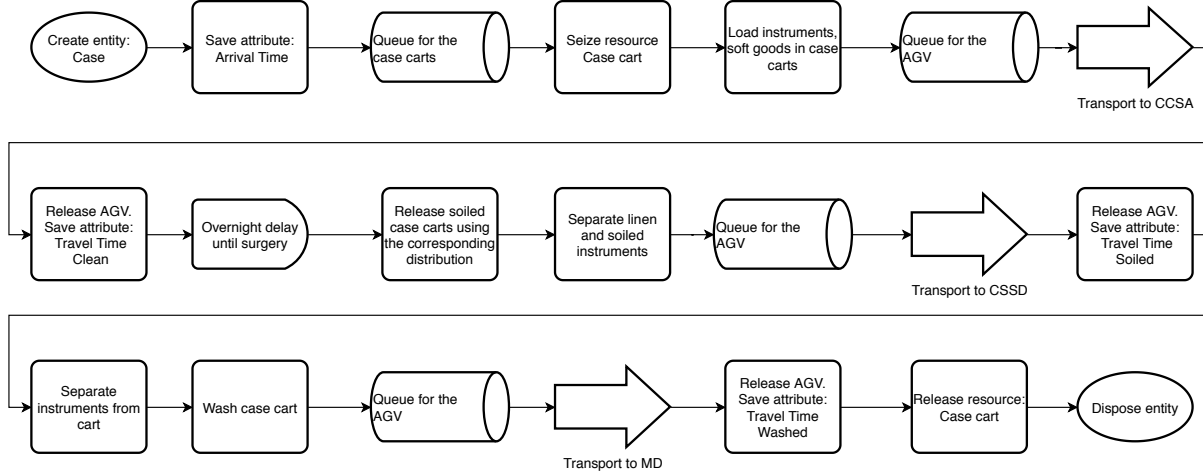 Create entity:
Case
Save attribute:
Arrival Time
Queue for the
case carts
Seize resource
Case cart
Load instruments,
soft goods in case
carts
Queue for the
AGV
Transport to CCSA
Release AGV.
Save attribute:
Travel Time
Clean
Overnight delay
until surgery
Release soiled
case carts using
the corresponding
distribution
Separate linen
and soiled
instruments
Queue for the
AGV
Transport to CSSD
Release AGV.
Save attribute:
Travel Time
Soiled
Separate
instruments from
cart
Wash case cart
Queue for the
AGV
Transport to MD
Release AGV.
Save attribute:
Travel Time
Washed
Release resource:
Case cart
Dispose entity